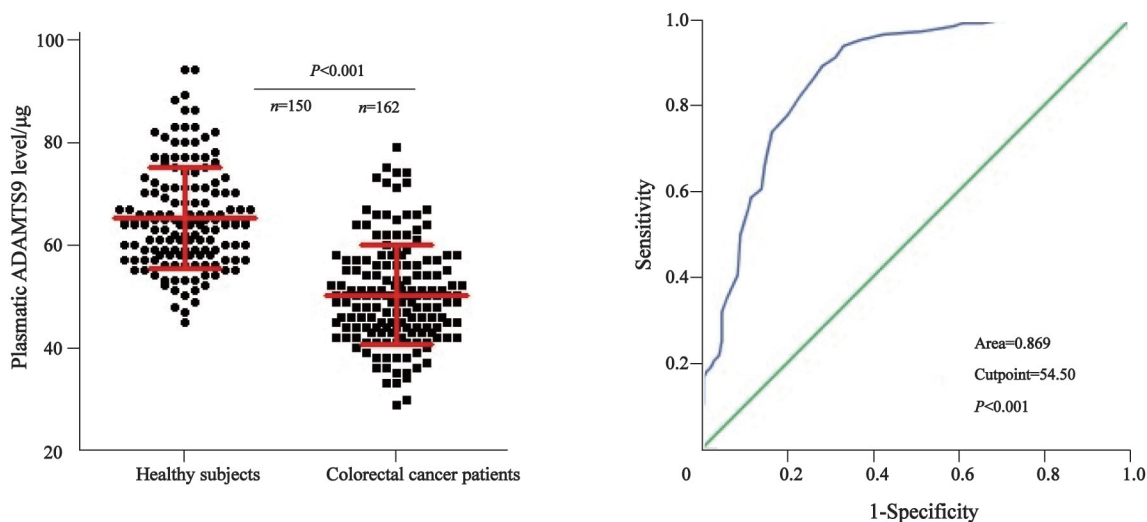 100
80
60
40
20
Plasmatic ADAMTS9 level/μg
P<0.001
n=150
n=162
Healthy subjects
Colorectal cancer patients
1.0
0.8
0.6
0.4
0.2
Sensitivity
Area=0.869
Cutpoint=54.50
P<0.001
0
0.2
0.4
0.6
0.8
1.0
1-Specificity